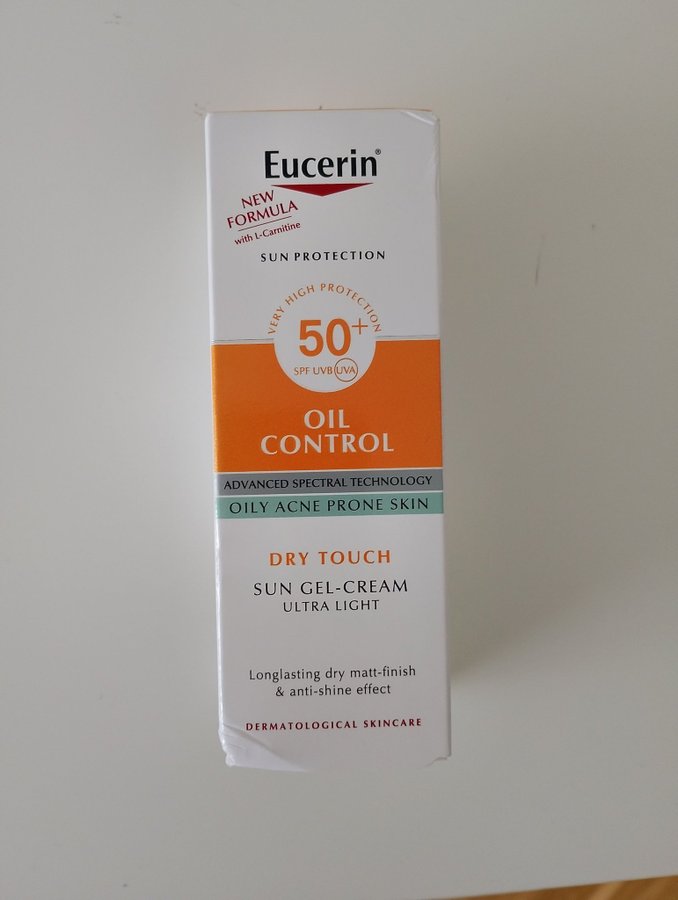 Eucerin®
NEW
FORMULA
with L-Carnitine
SUN PROTECTION
VERY HIGH PROTECTION
50+
SPF UVB UVA
OIL
CONTROL
ADVANCED SPECTRAL TECHNOLOGY
OILY ACNE PRONE SKIN
DRY TOUCH
SUN GEL-CREAM
ULTRA LIGHT
Longlasting dry matt-finish
& anti-shine effect
DERMATOLOGICAL SKINCARE